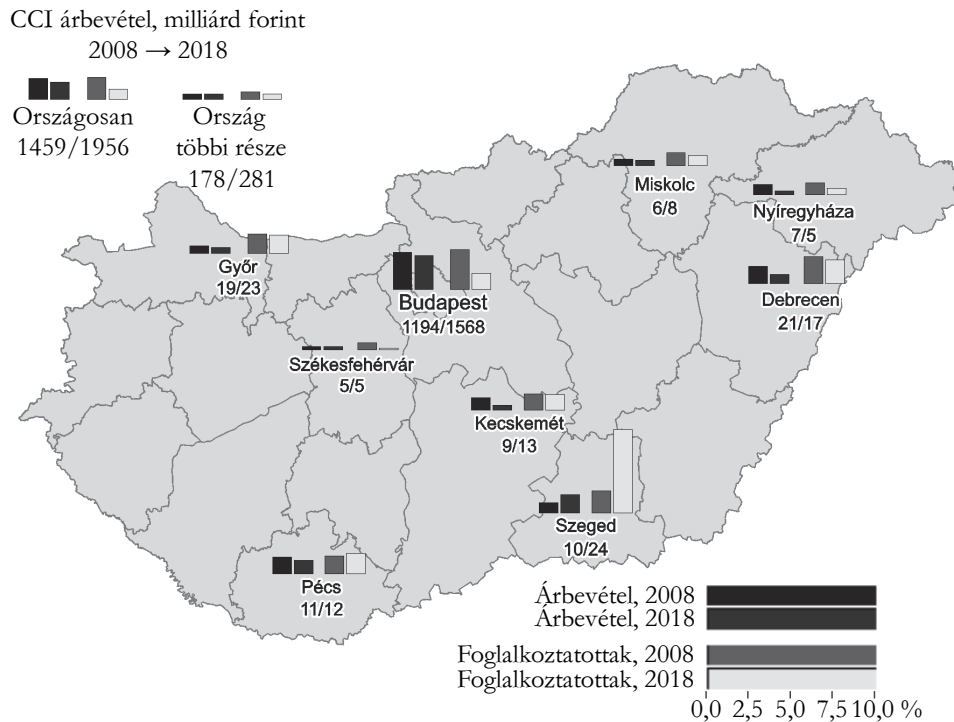 CCI árbevétel, milliárd forint
2008 → 2018
Országosan
1459/1956
Ország
többi része
178/281
Miskolc
6/8
Nyíregyháza
7/5
Győr
19/23
Budapest
1194/1568
Debrecen
21/17
Székesfehérvár
5/5
Kecskemét
9/13
Szeged
10/24
Pécs
11/12
Árbevétel, 2008
Árbevétel, 2018
Foglalkoztatottak, 2008
Foglalkoztatottak, 2018
0,0 2,5 5,0 7,5 10,0 %